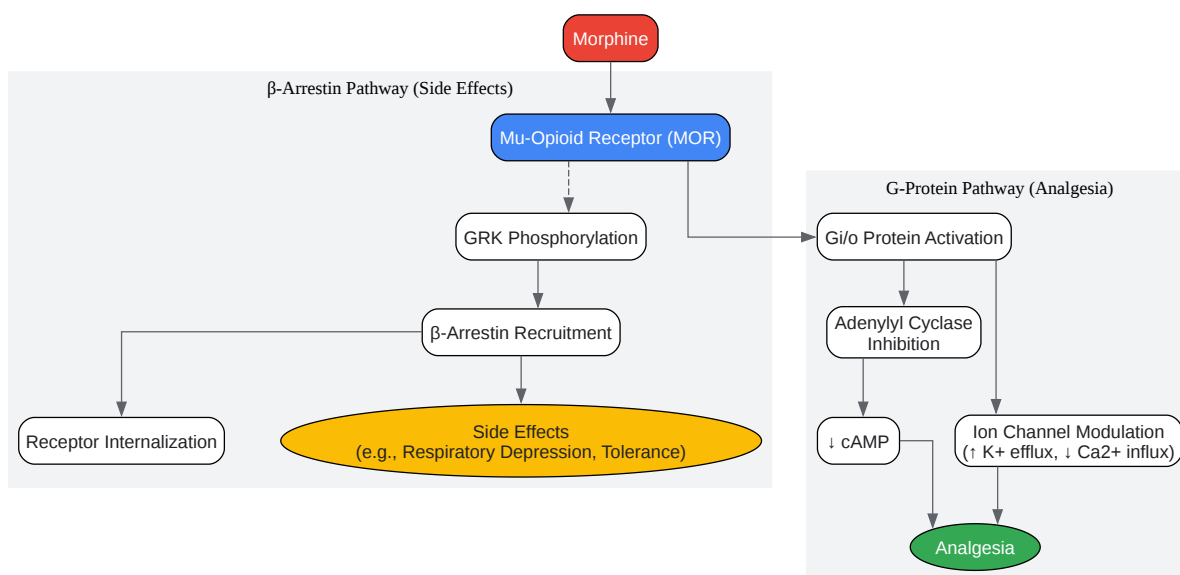 Morphine
β-Arrestin Pathway (Side Effects)
Mu-Opioid Receptor (MOR)
G-Protein Pathway (Analgesia)
GRK Phosphorylation
Gi/o Protein Activation
β-Arrestin Recruitment
Adenylyl Cyclase
Inhibition
Receptor Internalization
Side Effects
(e.g., Respiratory Depression, Tolerance)
↓ cAMP
Ion Channel Modulation
(↑ K+ efflux, ↓ Ca2+ influx)
Analgesia